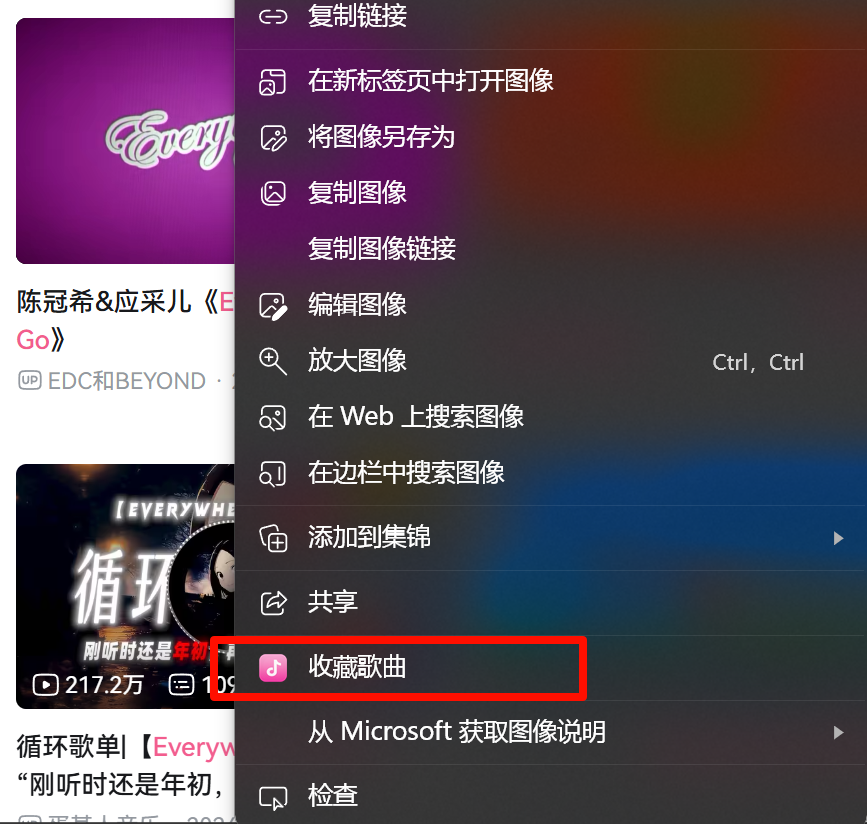 Every
陈冠希&应采儿《E
Go》
UP EDC和BEYOND ·
【EVERYWHE
循环
刚听时还是年初
217.2万
109
循环歌单|【Everyw
“刚听时还是年初，
复制链接
在新标签页中打开图像
将图像另存为
复制图像
复制图像链接
编辑图像
放大图像 Ctrl，Ctrl
在 Web 上搜索图像
在边栏中搜索图像
添加到集锦
共享
收藏歌曲
从 Microsoft 获取图像说明
检查